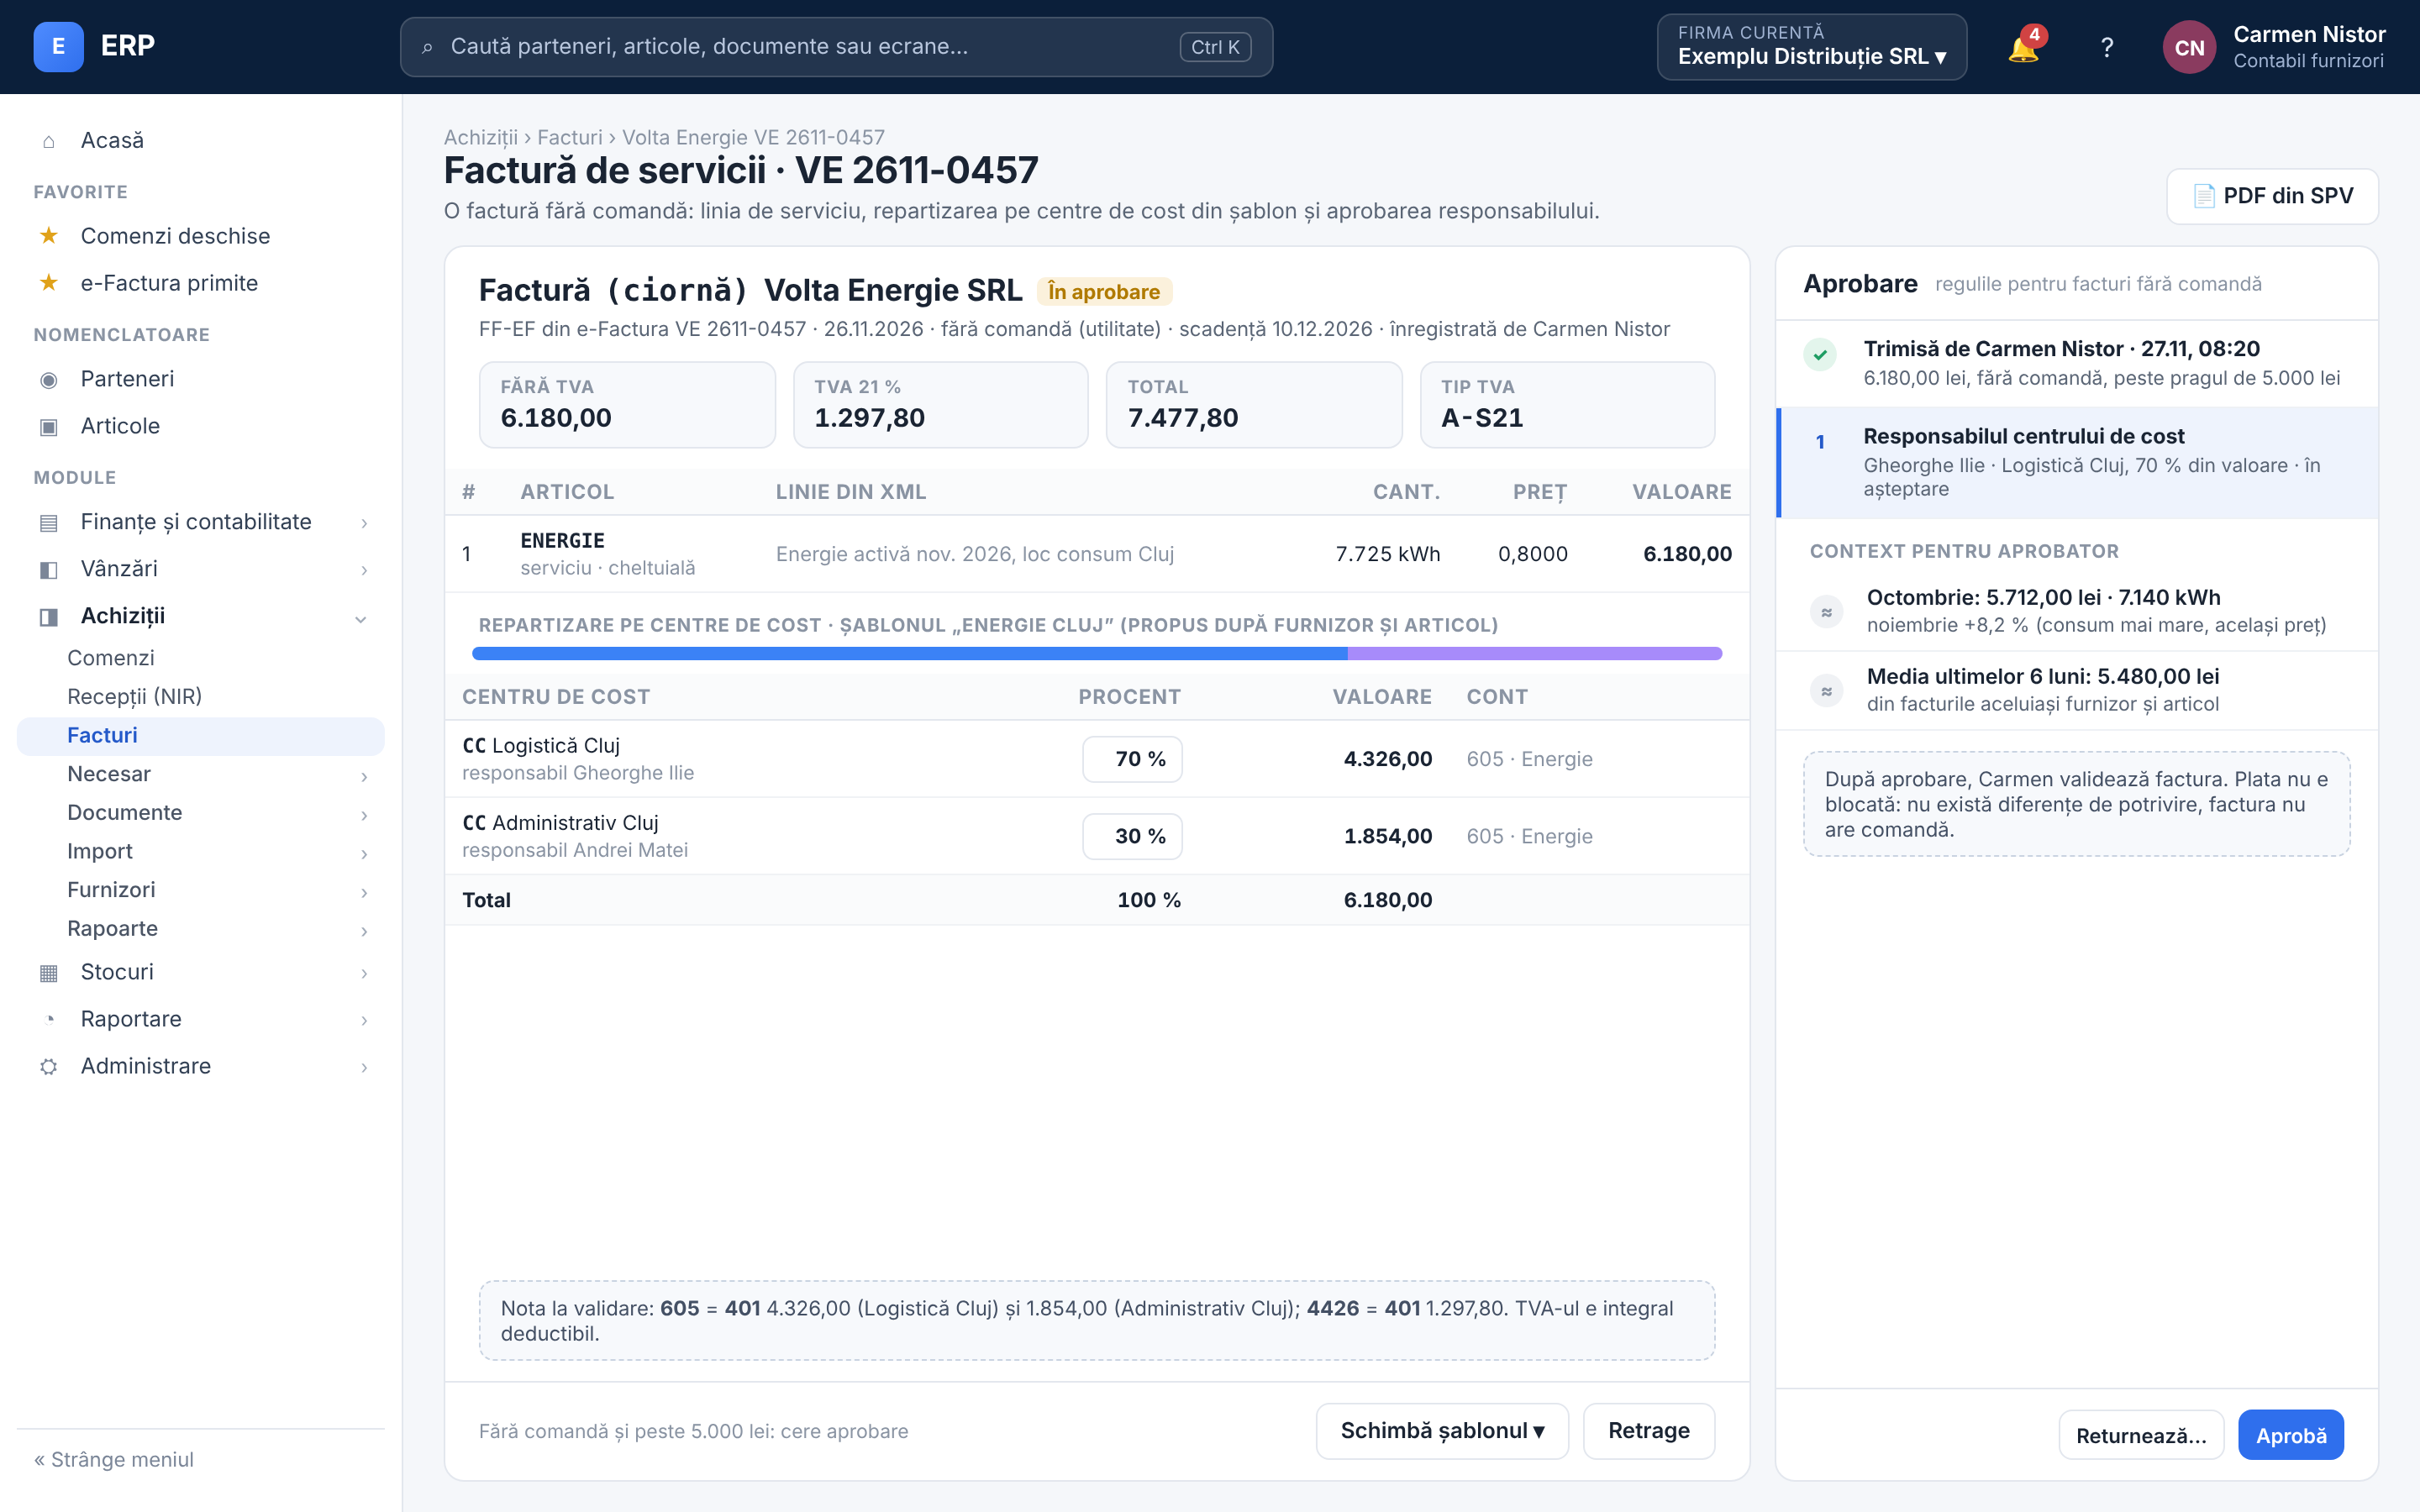 E ERP
Caută parteneri, articole, documente sau ecrane... Ctrl K
FIRMA CURENTĂ
Exemplu Distribuție SRL ▾
4
?
CN
Carmen Nistor
Contabil furnizori
Acasă
FAVORITE
★ Comenzi deschise
★ e-Factura primite
NOMENCLATOARE
Parteneri
Articole
MODULE
Finanțe și contabilitate ›
Vânzări ›
Achiziții
Comenzi
Recepții (NIR)
Facturi
Necesar ›
Documente ›
Import ›
Furnizori ›
Rapoarte ›
Stocuri ›
Raportare ›
Administrare ›
« Strânge meniul
Achiziții › Facturi › Volta Energie VE 2611-0457
Factură de servicii · VE 2611-0457
O factură fără comandă: linia de serviciu, repartizarea pe centre de cost din șablon și aprobarea responsabilului.
PDF din SPV
Factură (ciornă) Volta Energie SRL În aprobare
FF-EF din e-Factura VE 2611-0457 · 26.11.2026 · fără comandă (utilitate) · scadență 10.12.2026 · înregistrată de Carmen Nistor
FĂRĂ TVA
6.180,00
TVA 21 %
1.297,80
TOTAL
7.477,80
TIP TVA
A-S21
# ARTICOL LINIE DIN XML CANT. PREȚ VALOARE
1 ENERGIE Energie activă nov. 2026, loc consum Cluj 7.725 kWh 0,8000 6.180,00
serviciu · cheltuială
REPARTIZARE PE CENTRE DE COST · ȘABLONUL „ENERGIE CLUJ” (PROPUS DUPĂ FURNIZOR ȘI ARTICOL)
CENTRU DE COST PROCENT VALOARE CONT
CC Logistică Cluj 70 % 4.326,00 605 · Energie
responsabil Gheorghe Ilie
CC Administrativ Cluj 30 % 1.854,00 605 · Energie
responsabil Andrei Matei
Total 100 % 6.180,00
Nota la validare: 605 = 401 4.326,00 (Logistică Cluj) și 1.854,00 (Administrativ Cluj); 4426 = 401 1.297,80. TVA-ul e integral
deductibil.
Fără comandă și peste 5.000 lei: cere aprobare
Schimbă șablonul ▾
Retrage
Aprobare regulile pentru facturi fără comandă
✓ Trimisă de Carmen Nistor · 27.11, 08:20
6.180,00 lei, fără comandă, peste pragul de 5.000 lei
1 Responsabilul centrului de cost
Gheorghe Ilie · Logistică Cluj, 70 % din valoare · în
așteptare
CONTEXT PENTRU APROBATOR
≈ Octombrie: 5.712,00 lei · 7.140 kWh
noiembrie +8,2 % (consum mai mare, același preț)
≈ Media ultimelor 6 luni: 5.480,00 lei
din facturile aceluiași furnizor și articol
După aprobare, Carmen validează factura. Plata nu e
blocată: nu există diferențe de potrivire, factura nu
are comandă.
Returnează...
Aprobă